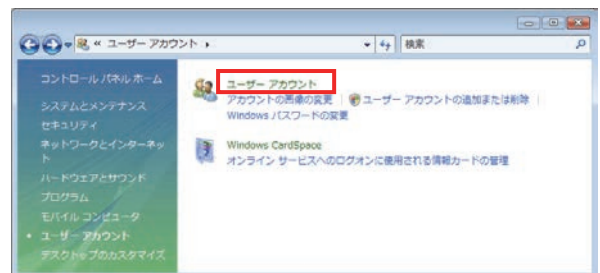 « ユーザー アカウント ▸
検索
コントロール パネル ホーム
システムとメンテナンス
セキュリティ
ネットワークとインターネッ
ト
ハードウェアとサウンド
プログラム
モバイル コンピュータ
• ユーザー アカウント
デスクトップのカスタマイズ
ユーザー アカウント
アカウントの画像の変更 | ユーザー アカウントの追加または削除 |
Windows パスワードの変更
Windows CardSpace
オンライン サービスへのログオンに使用される情報カードの管理